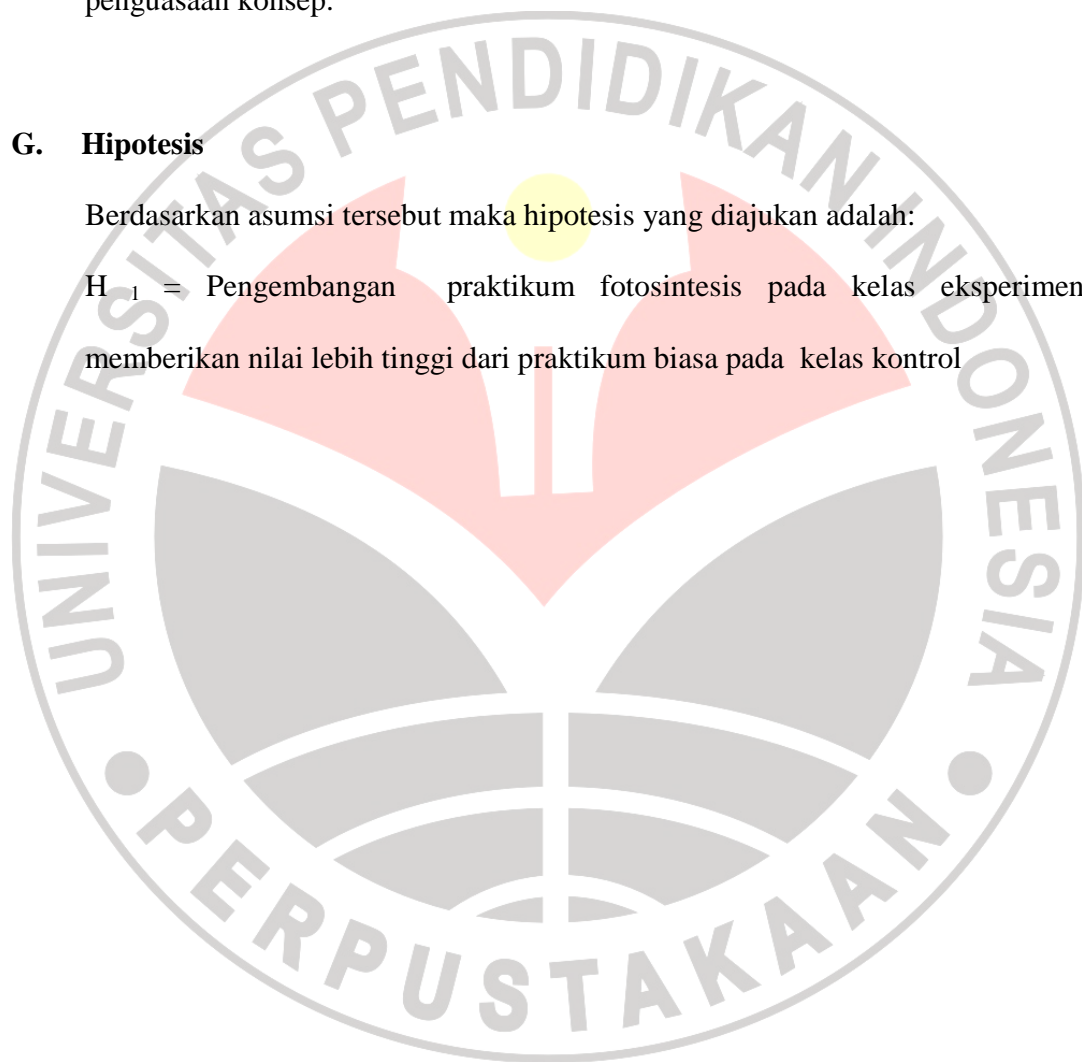 penguasaan konsep.
G. Hipotesis
Berdasarkan asumsi tersebut maka hipotesis yang diajukan adalah:
H 1 = Pengembangan praktikum fotosintesis pada kelas eksperimen
memberikan nilai lebih tinggi dari praktikum biasa pada kelas kontrol
UNIVERSITAS PENDIDIKAN INDONESIA
PERPUSTAKAAN